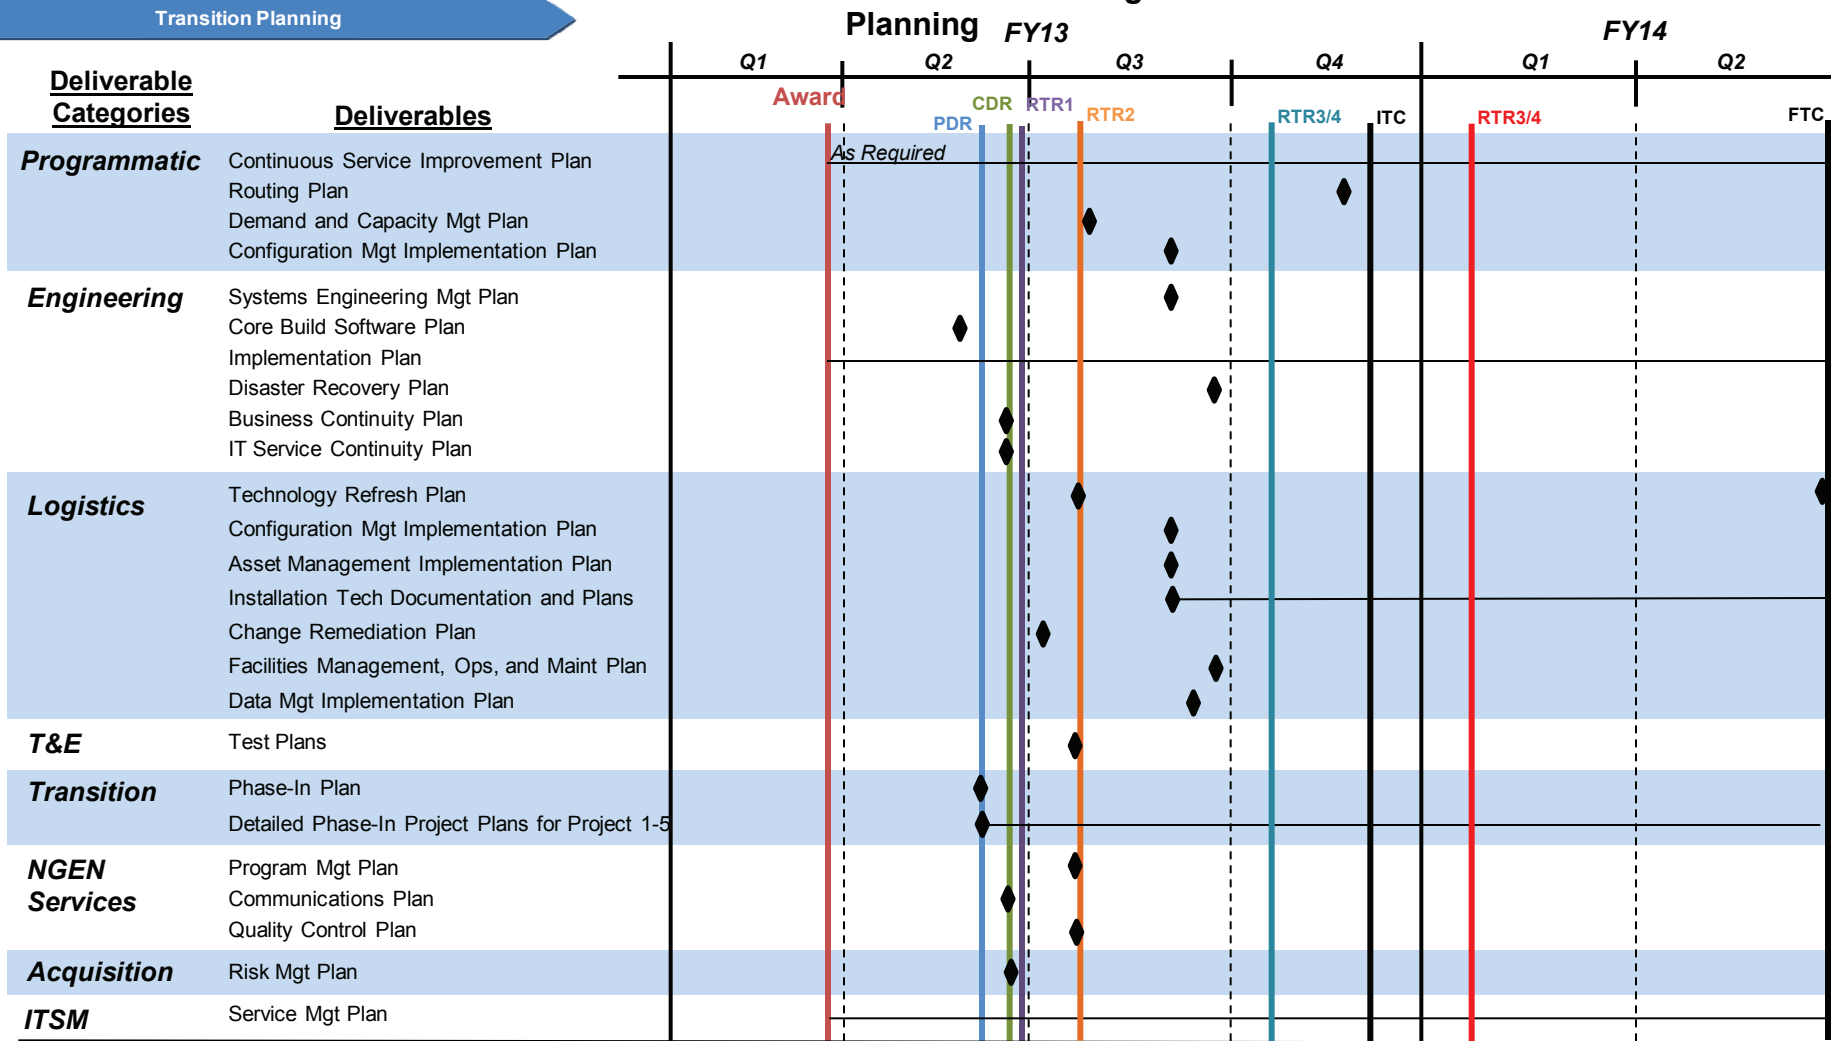 Transition Planning
Planning
FY13
FY14
Q1
Q2
Q3
Q4
Q1
Q2
Deliverable
Categories
Deliverables
Award
PDR
CDR
RTR1
RTR2
RTR3/4
ITC
RTR3/4
FTC
Programmatic
Continuous Service Improvement Plan
As Required
Routing Plan
Demand and Capacity Mgt Plan
Configuration Mgt Implementation Plan
Engineering
Systems Engineering Mgt Plan
Core Build Software Plan
Implementation Plan
Disaster Recovery Plan
Business Continuity Plan
IT Service Continuity Plan
Logistics
Technology Refresh Plan
Configuration Mgt Implementation Plan
Asset Management Implementation Plan
Installation Tech Documentation and Plans
Change Remediation Plan
Facilities Management, Ops, and Maint Plan
Data Mgt Implementation Plan
T&E
Test Plans
Transition
Phase-In Plan
Detailed Phase-In Project Plans for Project 1-5
NGEN
Services
Program Mgt Plan
Communications Plan
Quality Control Plan
Acquisition
Risk Mgt Plan
ITSM
Service Mgt Plan